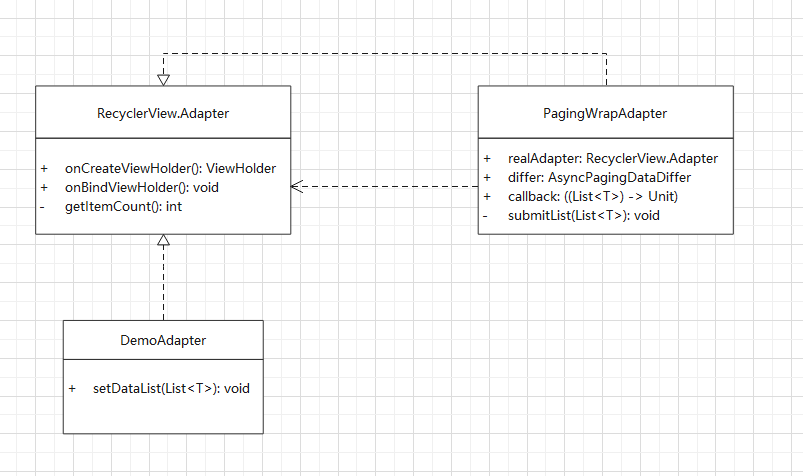 RecyclerView.Adapter
+ onCreateViewHolder(): ViewHolder
+ onBindViewHolder(): void
- getItemCount(): int
PagingWrapAdapter
+ realAdapter: RecyclerView.Adapter
+ differ: AsyncPagingDataDiffer
+ callback: ((List<T>) -> Unit)
- submitList(List<T>): void
DemoAdapter
+ setDataList(List<T>): void